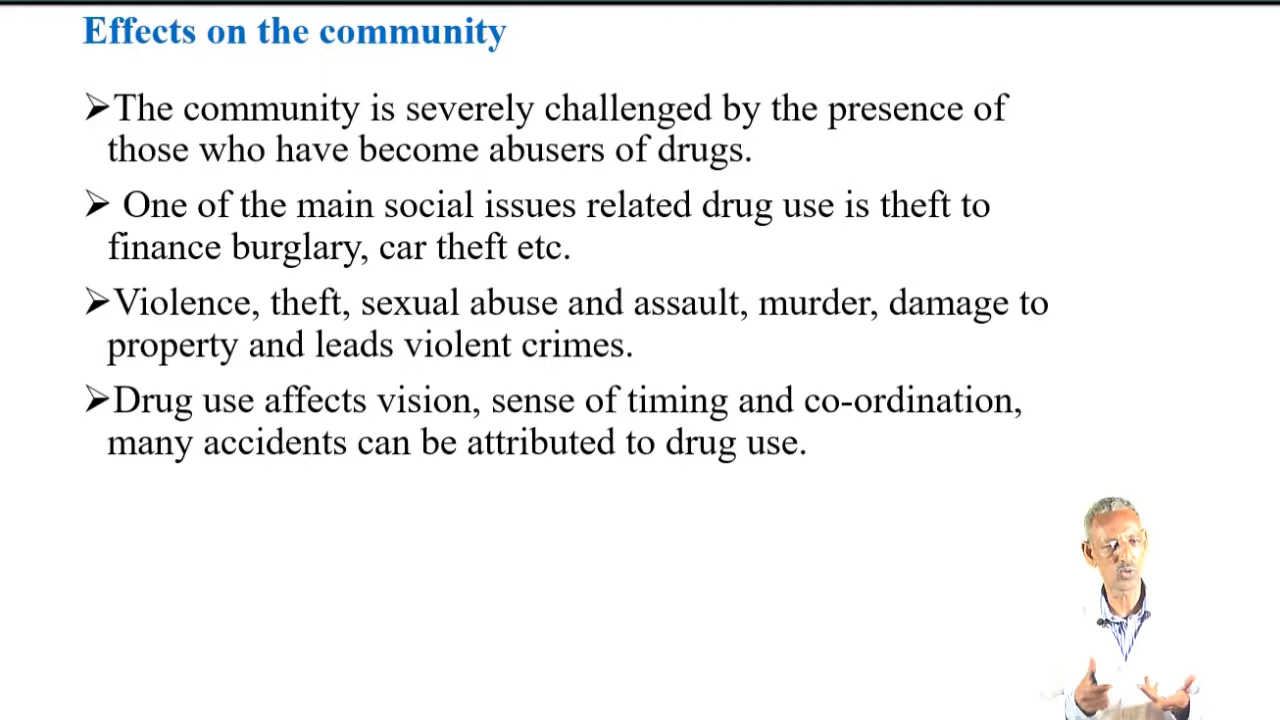 Effects on the community
➤The community is severely challenged by the presence of
those who have become abusers of drugs.
➤ One of the main social issues related drug use is theft to
finance burglary, car theft etc.
➤Violence, theft, sexual abuse and assault, murder, damage to
property and leads violent crimes.
➤Drug use affects vision, sense of timing and co-ordination,
many accidents can be attributed to drug use.